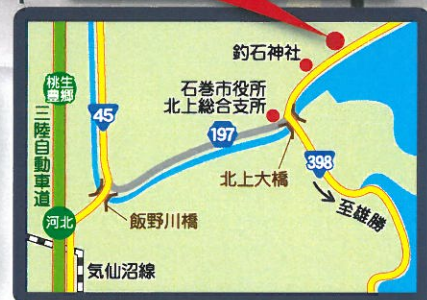 釣石神社
石巻市役所
北上総合支所
桃生
豊郷
三陸自動車道
45
197
398
北上大橋
至雄勝
飯野川橋
河北
気仙沼線